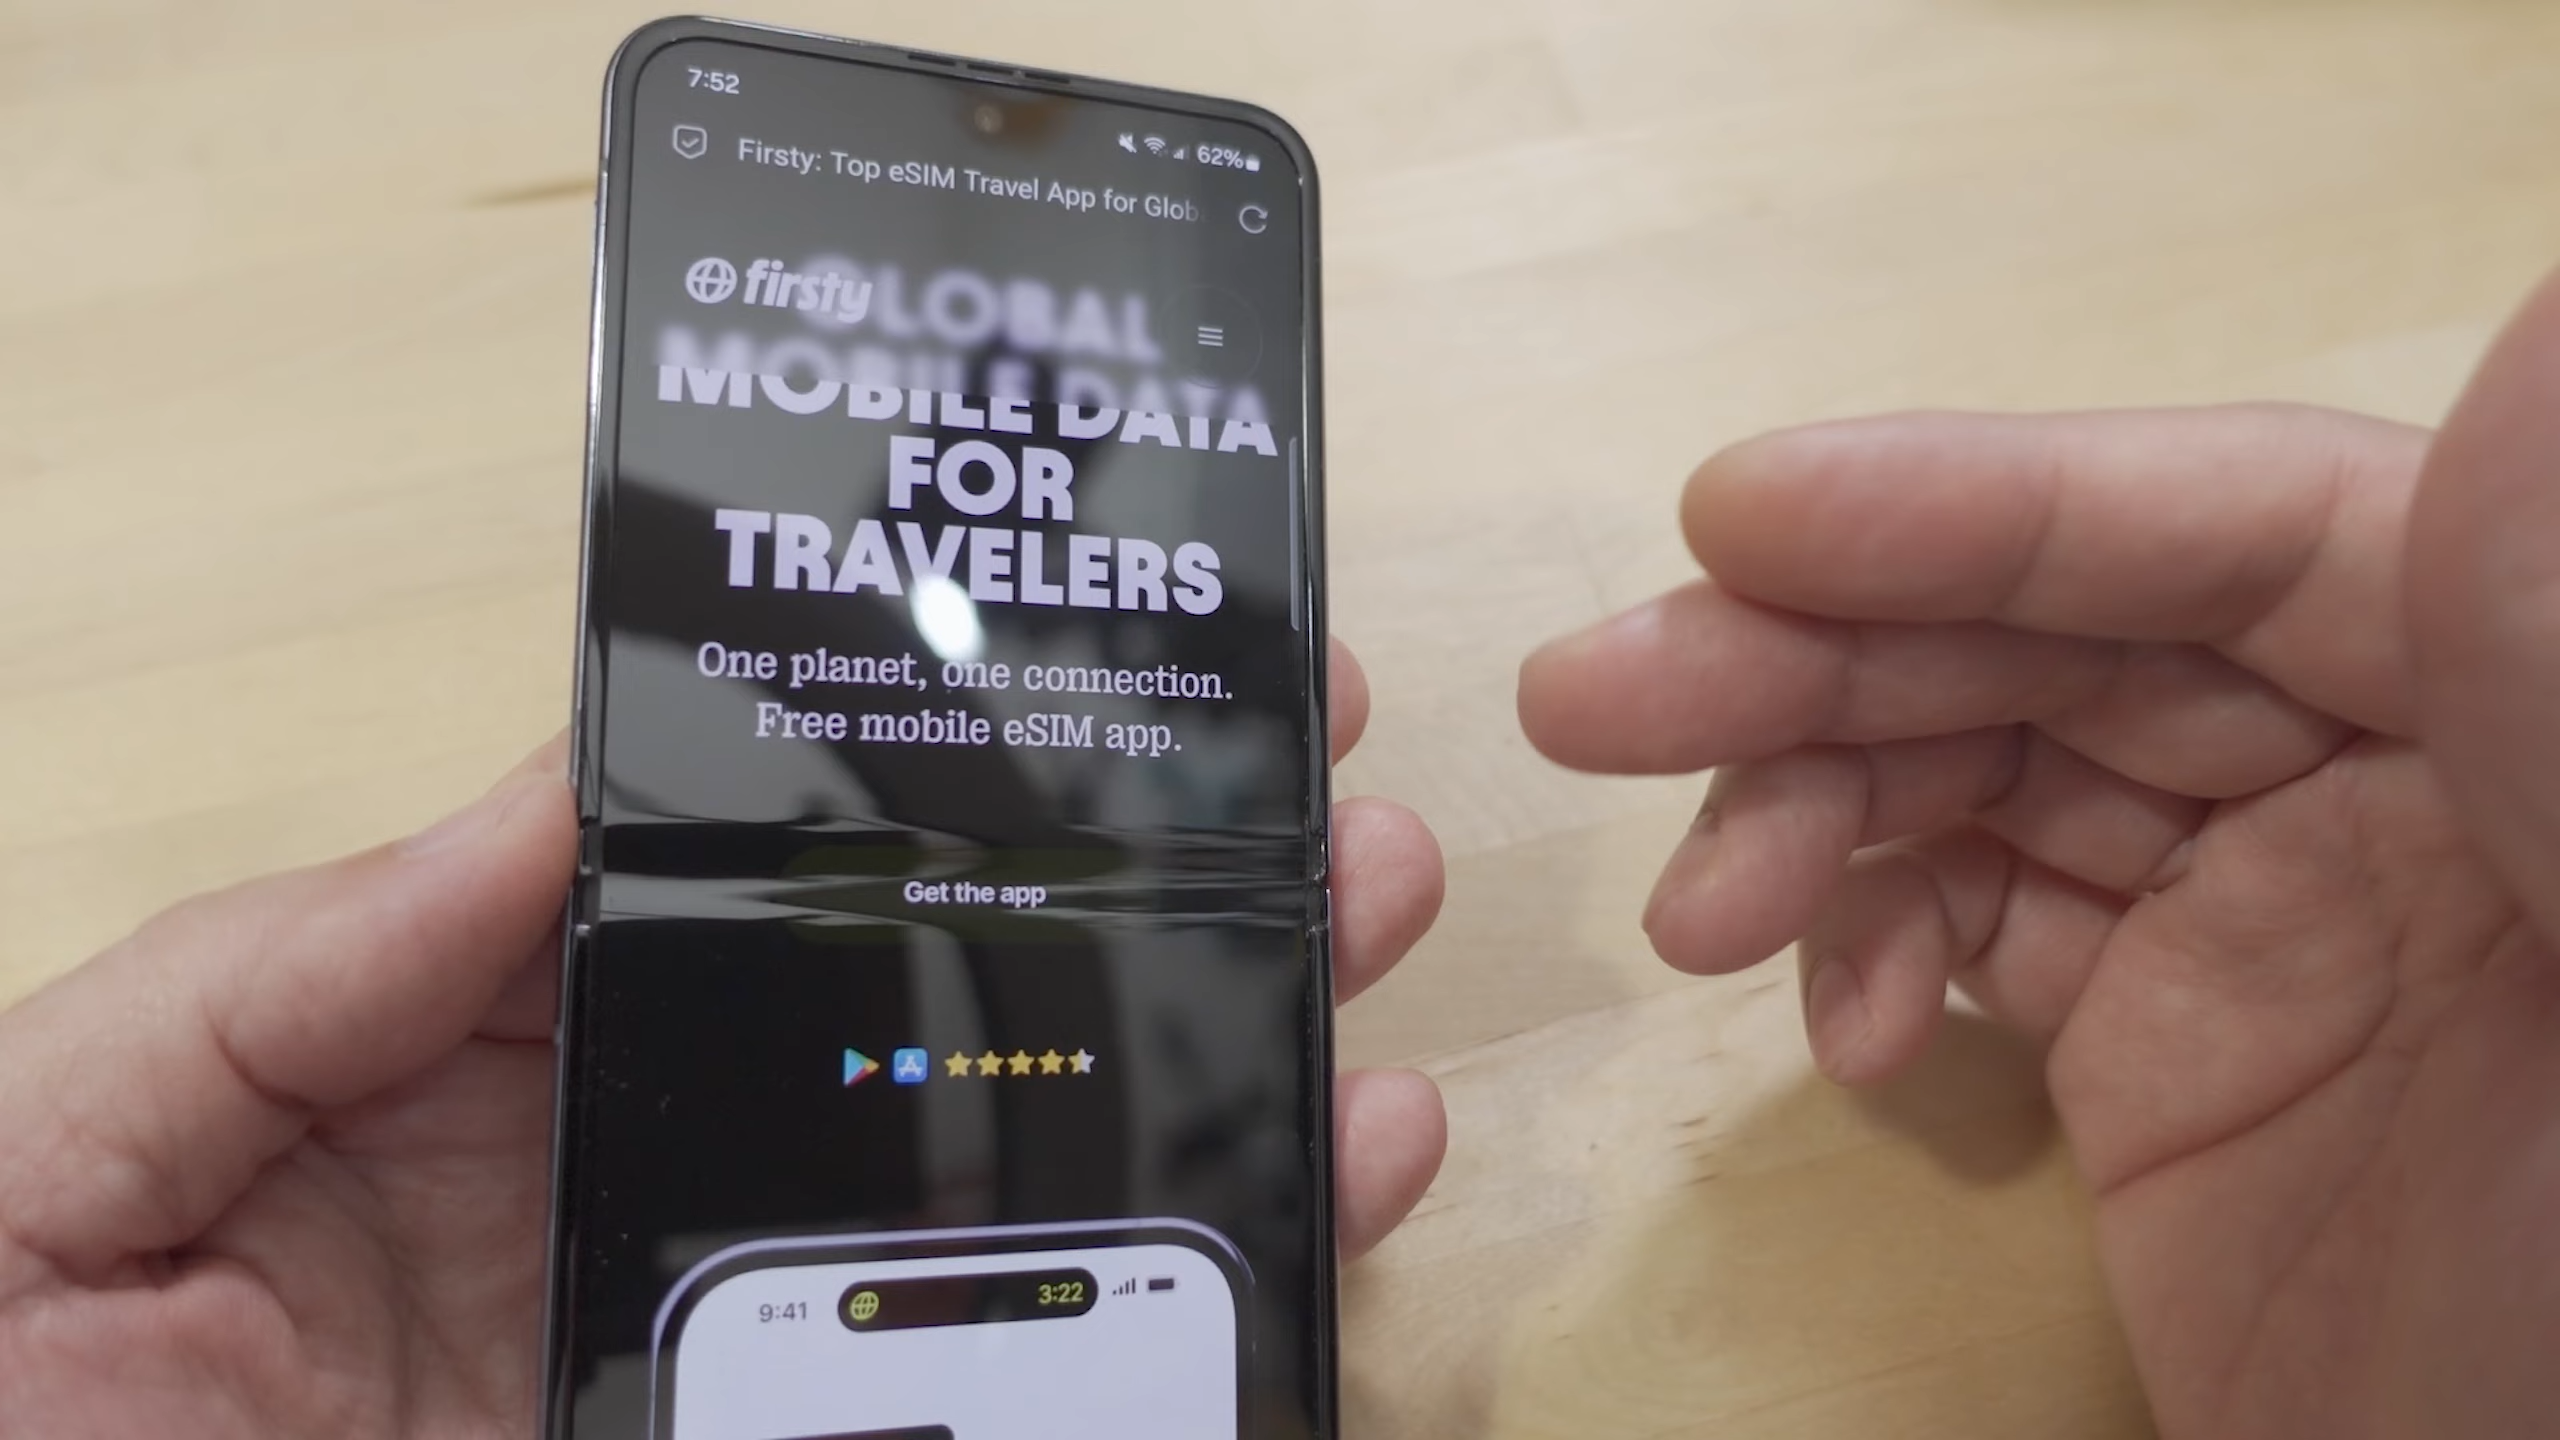 7:52
62%
Firsty: Top eSIM Travel App for Glob
firsty
GLOBAL
MOBILE DATA
FOR
TRAVELERS
One planet, one connection.
Free mobile eSIM app.
Get the app
9:41
3:22